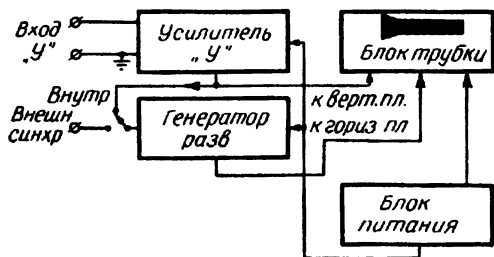 Вход
„У"
Усилитель
„У"
Блок трубки
Внутр
Внешн
синхр
Генератор
разв
к верт. пл.
к гориз пл
Блок
питания